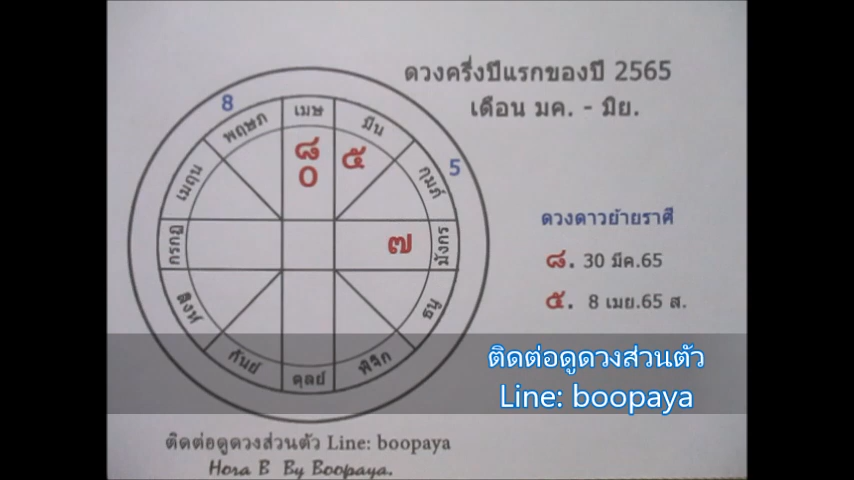 ดวงครึ่งปีแรกของปี 2565
เดือน มค. - มิย.
8
พฤษภ
เมษ
มีน
5
เมถุน
กุมภ์
๘
๐
๕
กรกฎ
๗
มังกร
สิงห์
ธนู
กันย์
ตุลย์
พิจิก
ดวงดาวย้ายราศี
๘. 30 มีค.65
๕. 8 เมย.65 ส.
ติดต่อดูดวงส่วนตัว
Line: boopaya
ติดต่อดูดวงส่วนตัว Line: boopaya
Hora B By Boopaya.